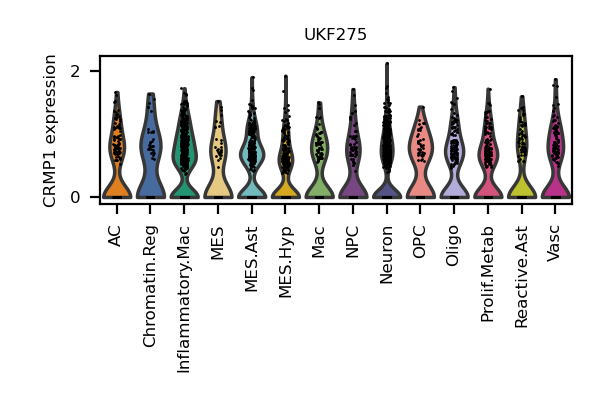 UKF275
CRMP1 expression
2
0
AC
Chromatin.Reg
Inflammatory.Mac
MES
MES.Ast
MES.Hyp
Mac
NPC
Neuron
OPC
Oligo
Prolif.Metab
Reactive.Ast
Vasc